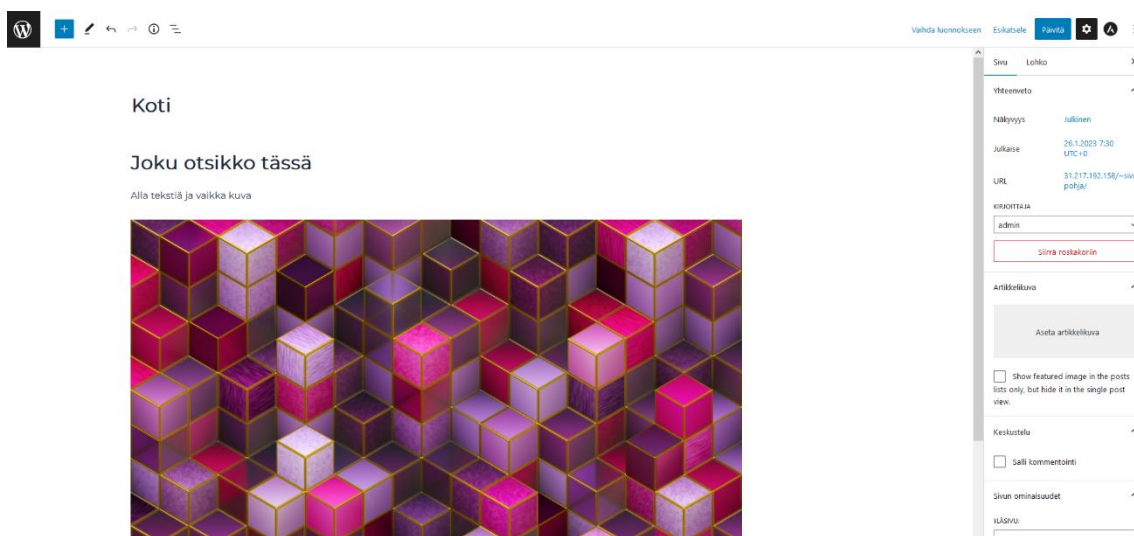 Vaihda luonnokseen Esikatsele Päivitä
Sivu Lohko
Koti
Joku otsikko tässä
Alla tekstiä ja vaikka kuva
Yhteenveto
Näkyvyys Julkinen
Julkaise 26.1.2023 7:30
UTC+0
URL 31.217.192.158/~sivu
pohja/
KIRJOITTAJA
admin
Siirrä roskakoriin
Artikkelikuva
Aseta artikkelikuva
Show featured image in the posts
lists only, but hide it in the single post
view.
Keskustelu
Salli kommentointi
Sivun ominaisuudet
YLÄSIVU: